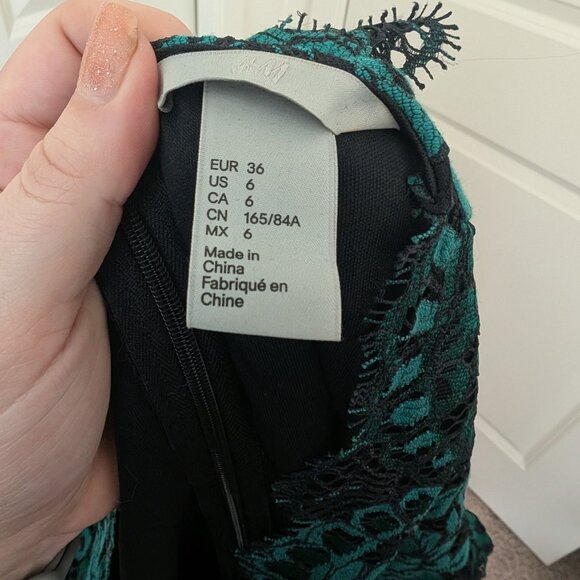 H&M
EUR 36
US 6
CA 6
CN 165/84A
MX 6
Made in
China
Fabriqué en
Chine